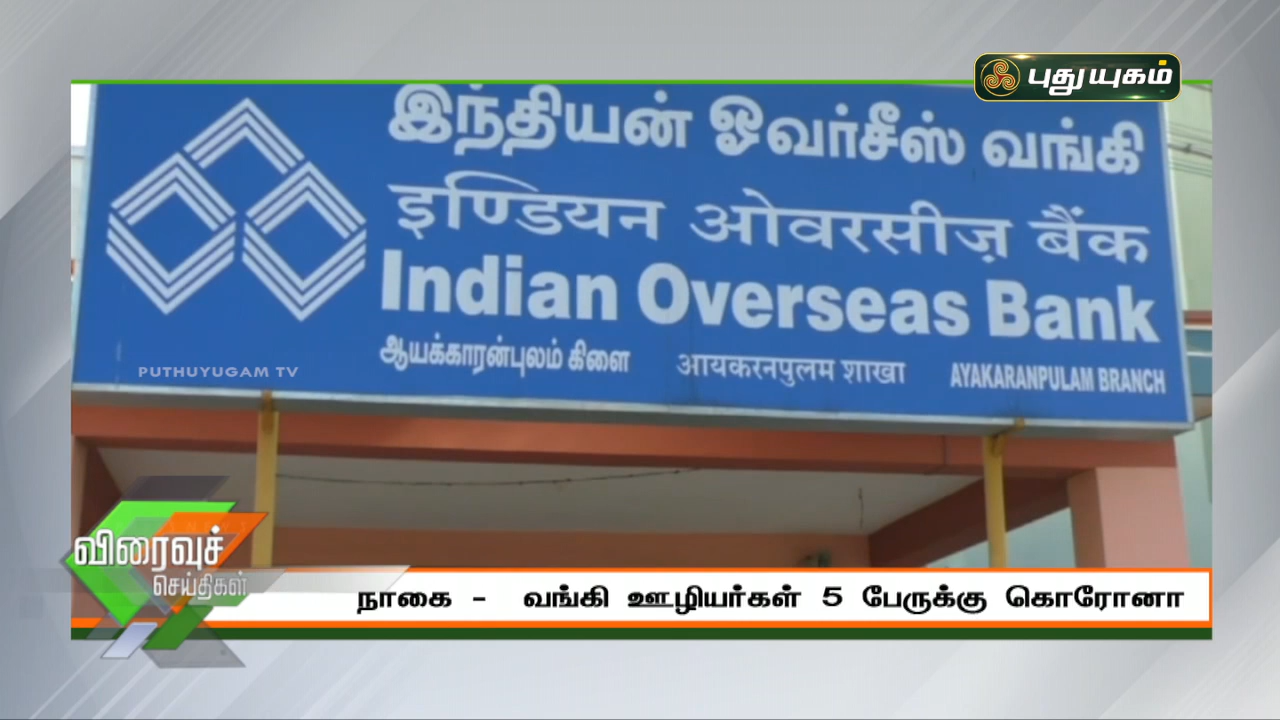 புதுயுகம்
இந்தியன் ஓவர்சீஸ் வங்கி
इण्डियन ओवरसीज़ बैंक
Indian Overseas Bank
ஆயக்காரன்புலம் கிளை आयकरनपुलम शाखा AYAKARANPULAM BRANCH
PUTHUYUGAM TV
விரைவுச்
செய்திகள்
நாகை - வங்கி ஊழியர்கள் 5 பேருக்கு கொரோனா